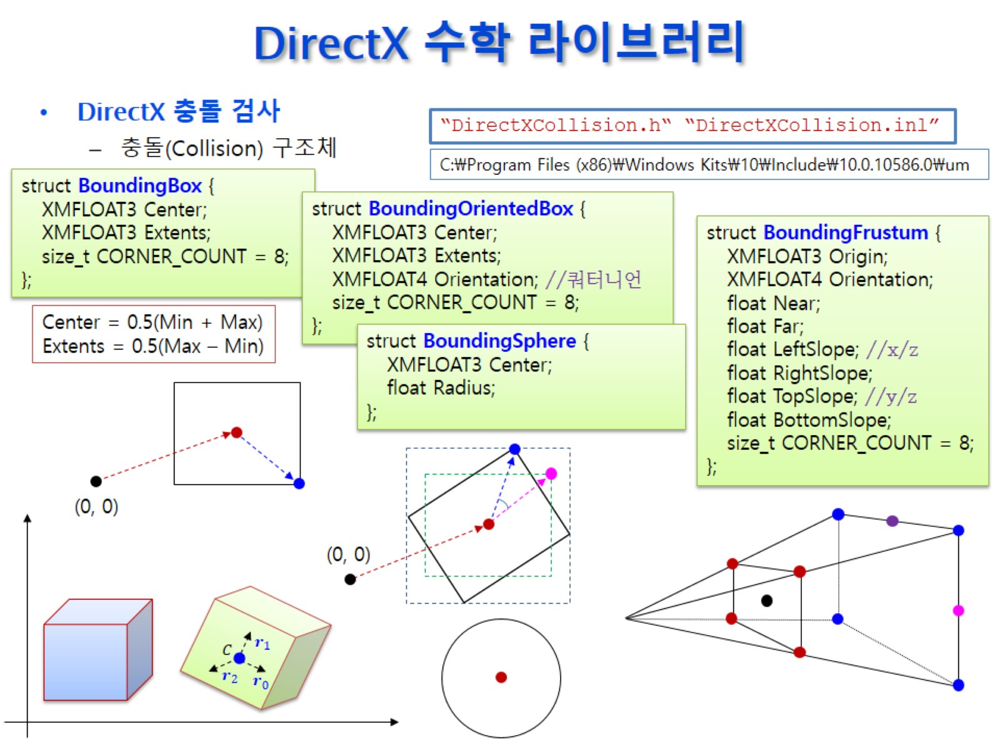 DirectX 수학 라이브러리
• DirectX 충돌 검사
– 충돌(Collision) 구조체
“DirectXCollision.h“ “DirectXCollision.inl”
C:₩Program Files (x86)₩Windows Kits₩10₩Include₩10.0.10586.0₩um
struct BoundingBox {
XMFLOAT3 Center;
XMFLOAT3 Extents;
size_t CORNER_COUNT = 8;
};
Center = 0.5(Min + Max)
Extents = 0.5(Max – Min)
struct BoundingOrientedBox {
XMFLOAT3 Center;
XMFLOAT3 Extents;
XMFLOAT4 Orientation; //쿼터니언
size_t CORNER_COUNT = 8;
};
struct BoundingSphere {
XMFLOAT3 Center;
float Radius;
};
struct BoundingFrustum {
XMFLOAT3 Origin;
XMFLOAT4 Orientation;
float Near;
float Far;
float LeftSlope; //x/z
float RightSlope;
float TopSlope; //y/z
float BottomSlope;
size_t CORNER_COUNT = 8;
};
(0, 0)
(0, 0)
C
r1
r2
r0